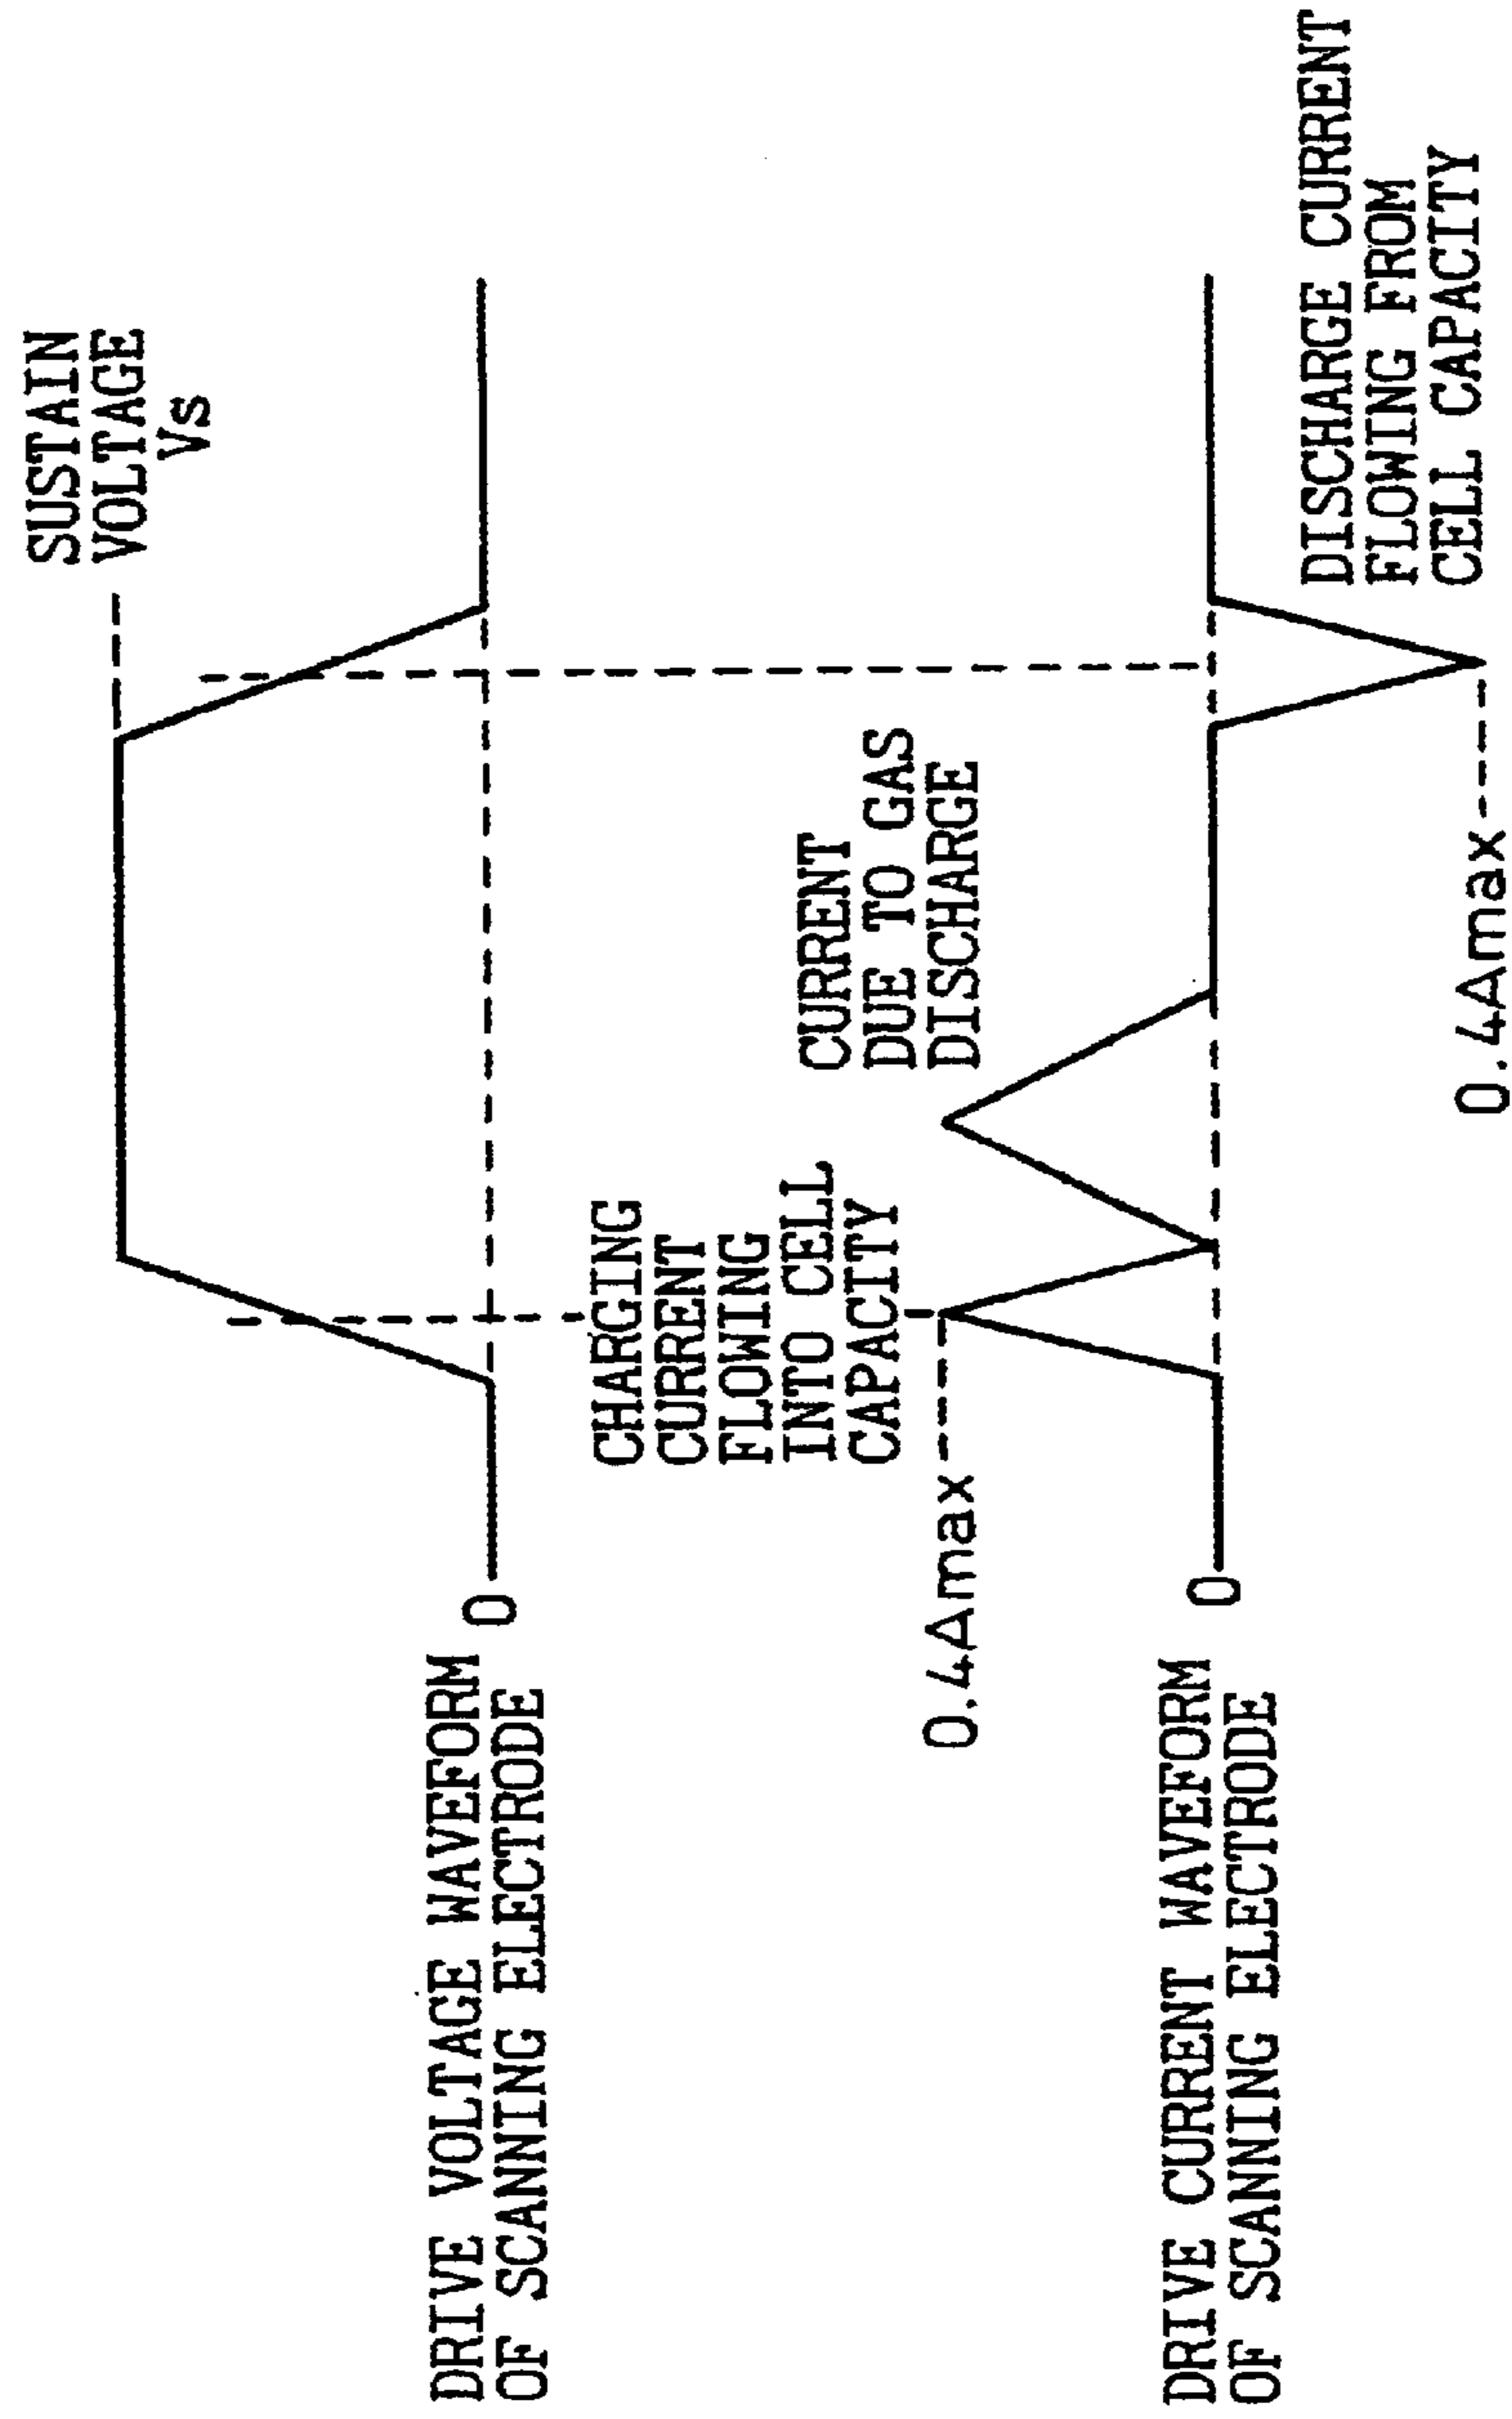 SUSTAIN
VOLTAGE
Vs
DRIVE VOLTAGE WAVEFORM
OF SCANNING ELECTRODE
0
CHARGING
CURRENT
FLOWING
INTO CELL
CAPACITY
CURRENT
DUE TO GAS
DISCHARGE
0.4Amax
DRIVE CURRENT WAVEFORM
OF SCANNING ELECTRODE
0
DISCHARGE CURRENT
FLOWING FROM
CELL CAPACITY
0.4Amax